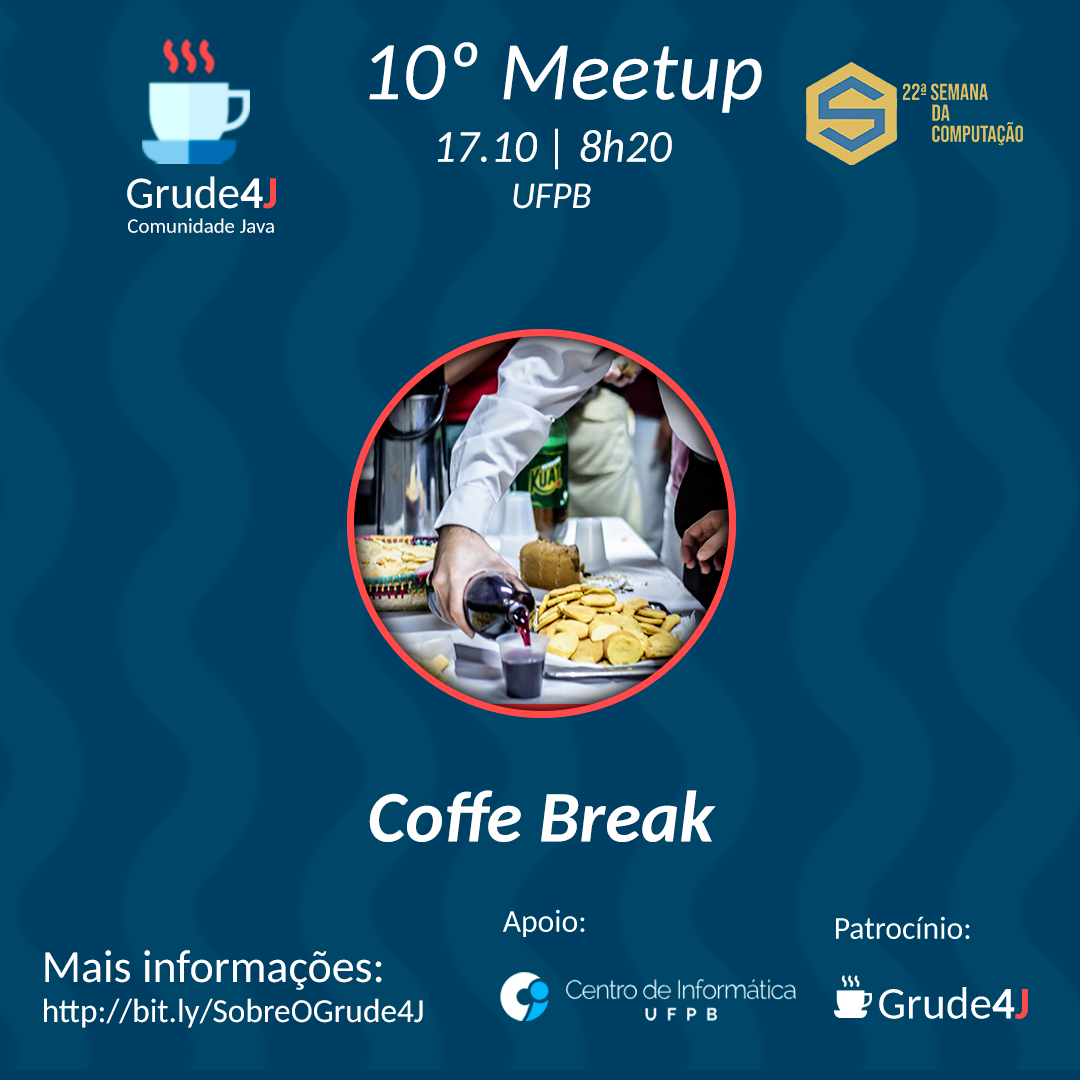 10º Meetup
17.10 | 8h20
UFPB
Grude4J
Comunidade Java
22ª SEMANA
DA
COMPUTAÇÃO
KUAT
Coffe Break
Mais informações:
http://bit.ly/SobreOGrude4J
Apoio:
Centro de Informática
UFPB
Patrocínio:
Grude4J